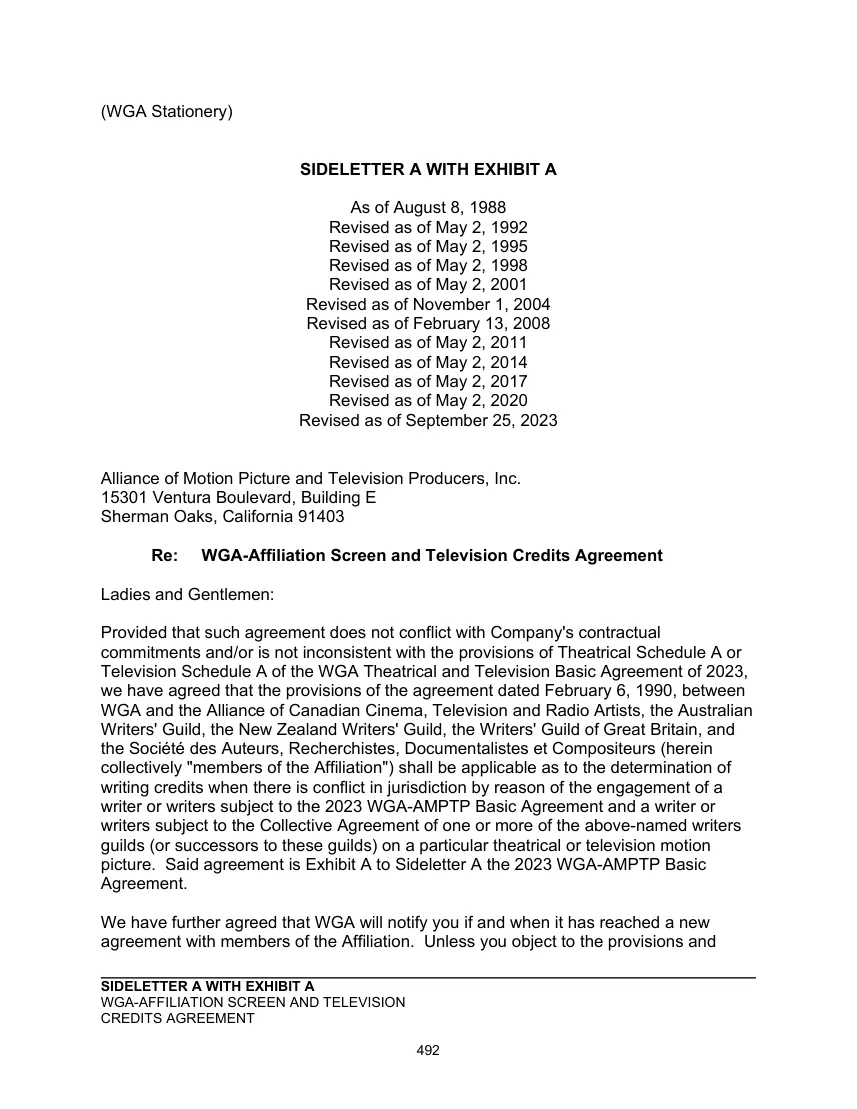 (WGA Stationery)
SIDELETTER A WITH EXHIBIT A
As of August 8, 1988
Revised as of May 2, 1992
Revised as of May 2, 1995
Revised as of May 2, 1998
Revised as of May 2, 2001
Revised as of November 1, 2004
Revised as of February 13, 2008
Revised as of May 2, 2011
Revised as of May 2, 2014
Revised as of May 2, 2017
Revised as of May 2, 2020
Revised as of September 25, 2023
Alliance of Motion Picture and Television Producers, Inc.
15301 Ventura Boulevard, Building E
Sherman Oaks, California 91403
Re: WGA-Affiliation Screen and Television Credits Agreement
Ladies and Gentlemen:
Provided that such agreement does not conflict with Company's contractual
commitments and/or is not inconsistent with the provisions of Theatrical Schedule A or
Television Schedule A of the WGA Theatrical and Television Basic Agreement of 2023,
we have agreed that the provisions of the agreement dated February 6, 1990, between
WGA and the Alliance of Canadian Cinema, Television and Radio Artists, the Australian
Writers' Guild, the New Zealand Writers' Guild, the Writers' Guild of Great Britain, and
the Société des Auteurs, Recherchistes, Documentalistes et Compositeurs (herein
collectively "members of the Affiliation") shall be applicable as to the determination of
writing credits when there is conflict in jurisdiction by reason of the engagement of a
writer or writers subject to the 2023 WGA-AMPTP Basic Agreement and a writer or
writers subject to the Collective Agreement of one or more of the above-named writers
guilds (or successors to these guilds) on a particular theatrical or television motion
picture.  Said agreement is Exhibit A to Sideletter A the 2023 WGA-AMPTP Basic
Agreement.
We have further agreed that WGA will notify you if and when it has reached a new
agreement with members of the Affiliation.  Unless you object to the provisions and
SIDELETTER A WITH EXHIBIT A
WGA-AFFILIATION SCREEN AND TELEVISION
CREDITS AGREEMENT
492